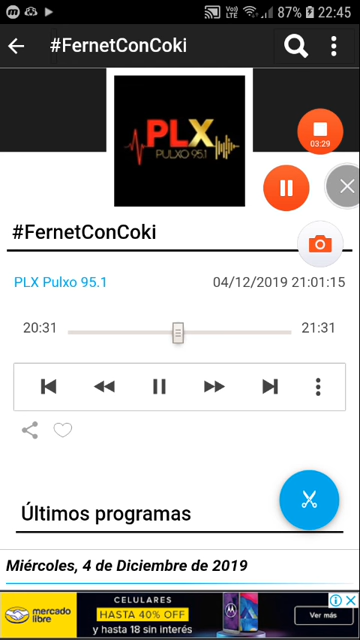 Vo))
LTE
87%
22:45
#FernetConCoki
PLX
PULXO 95.1
03:29
#FernetConCoki
PLX Pulxo 95.1
04/12/2019 21:01:15
20:31
21:31
Últimos programas
Miércoles, 4 de Diciembre de 2019
mercado
libre
CELULARES
HASTA 40% OFF
y hasta 18 sin interés
Ver más